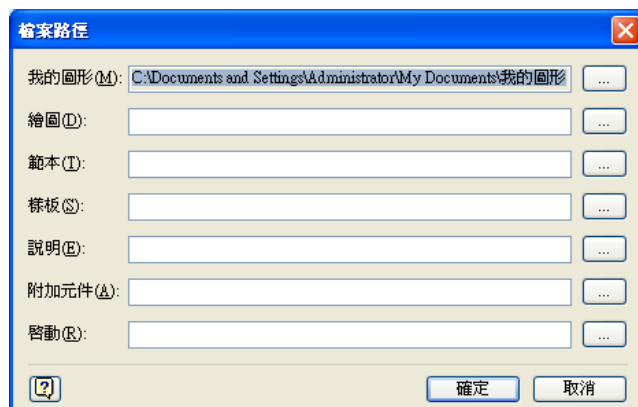 檔案路徑
我的圖形(M): C:\Documents and Settings\Administrator\My Documents\我的圖形 ...
繪圖(D): ...
範本(T): ...
樣板(S): ...
說明(E): ...
附加元件(A): ...
啓動(R): ...
確定 取消